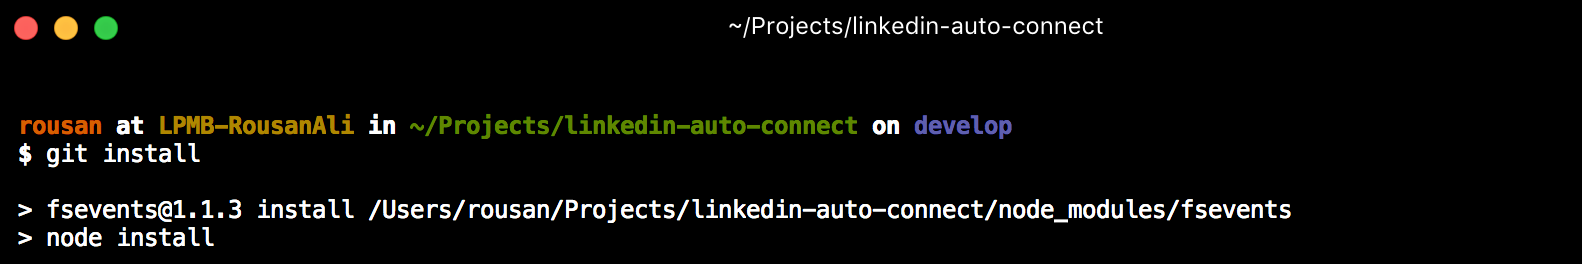 ~/Projects/linkedin-auto-connect
rousan at LPMB-RousanAli in ~/Projects/linkedin-auto-connect on develop
$ git install
> fsevents@1.1.3 install /Users/rousan/Projects/linkedin-auto-connect/node_modules/fsevents
> node install